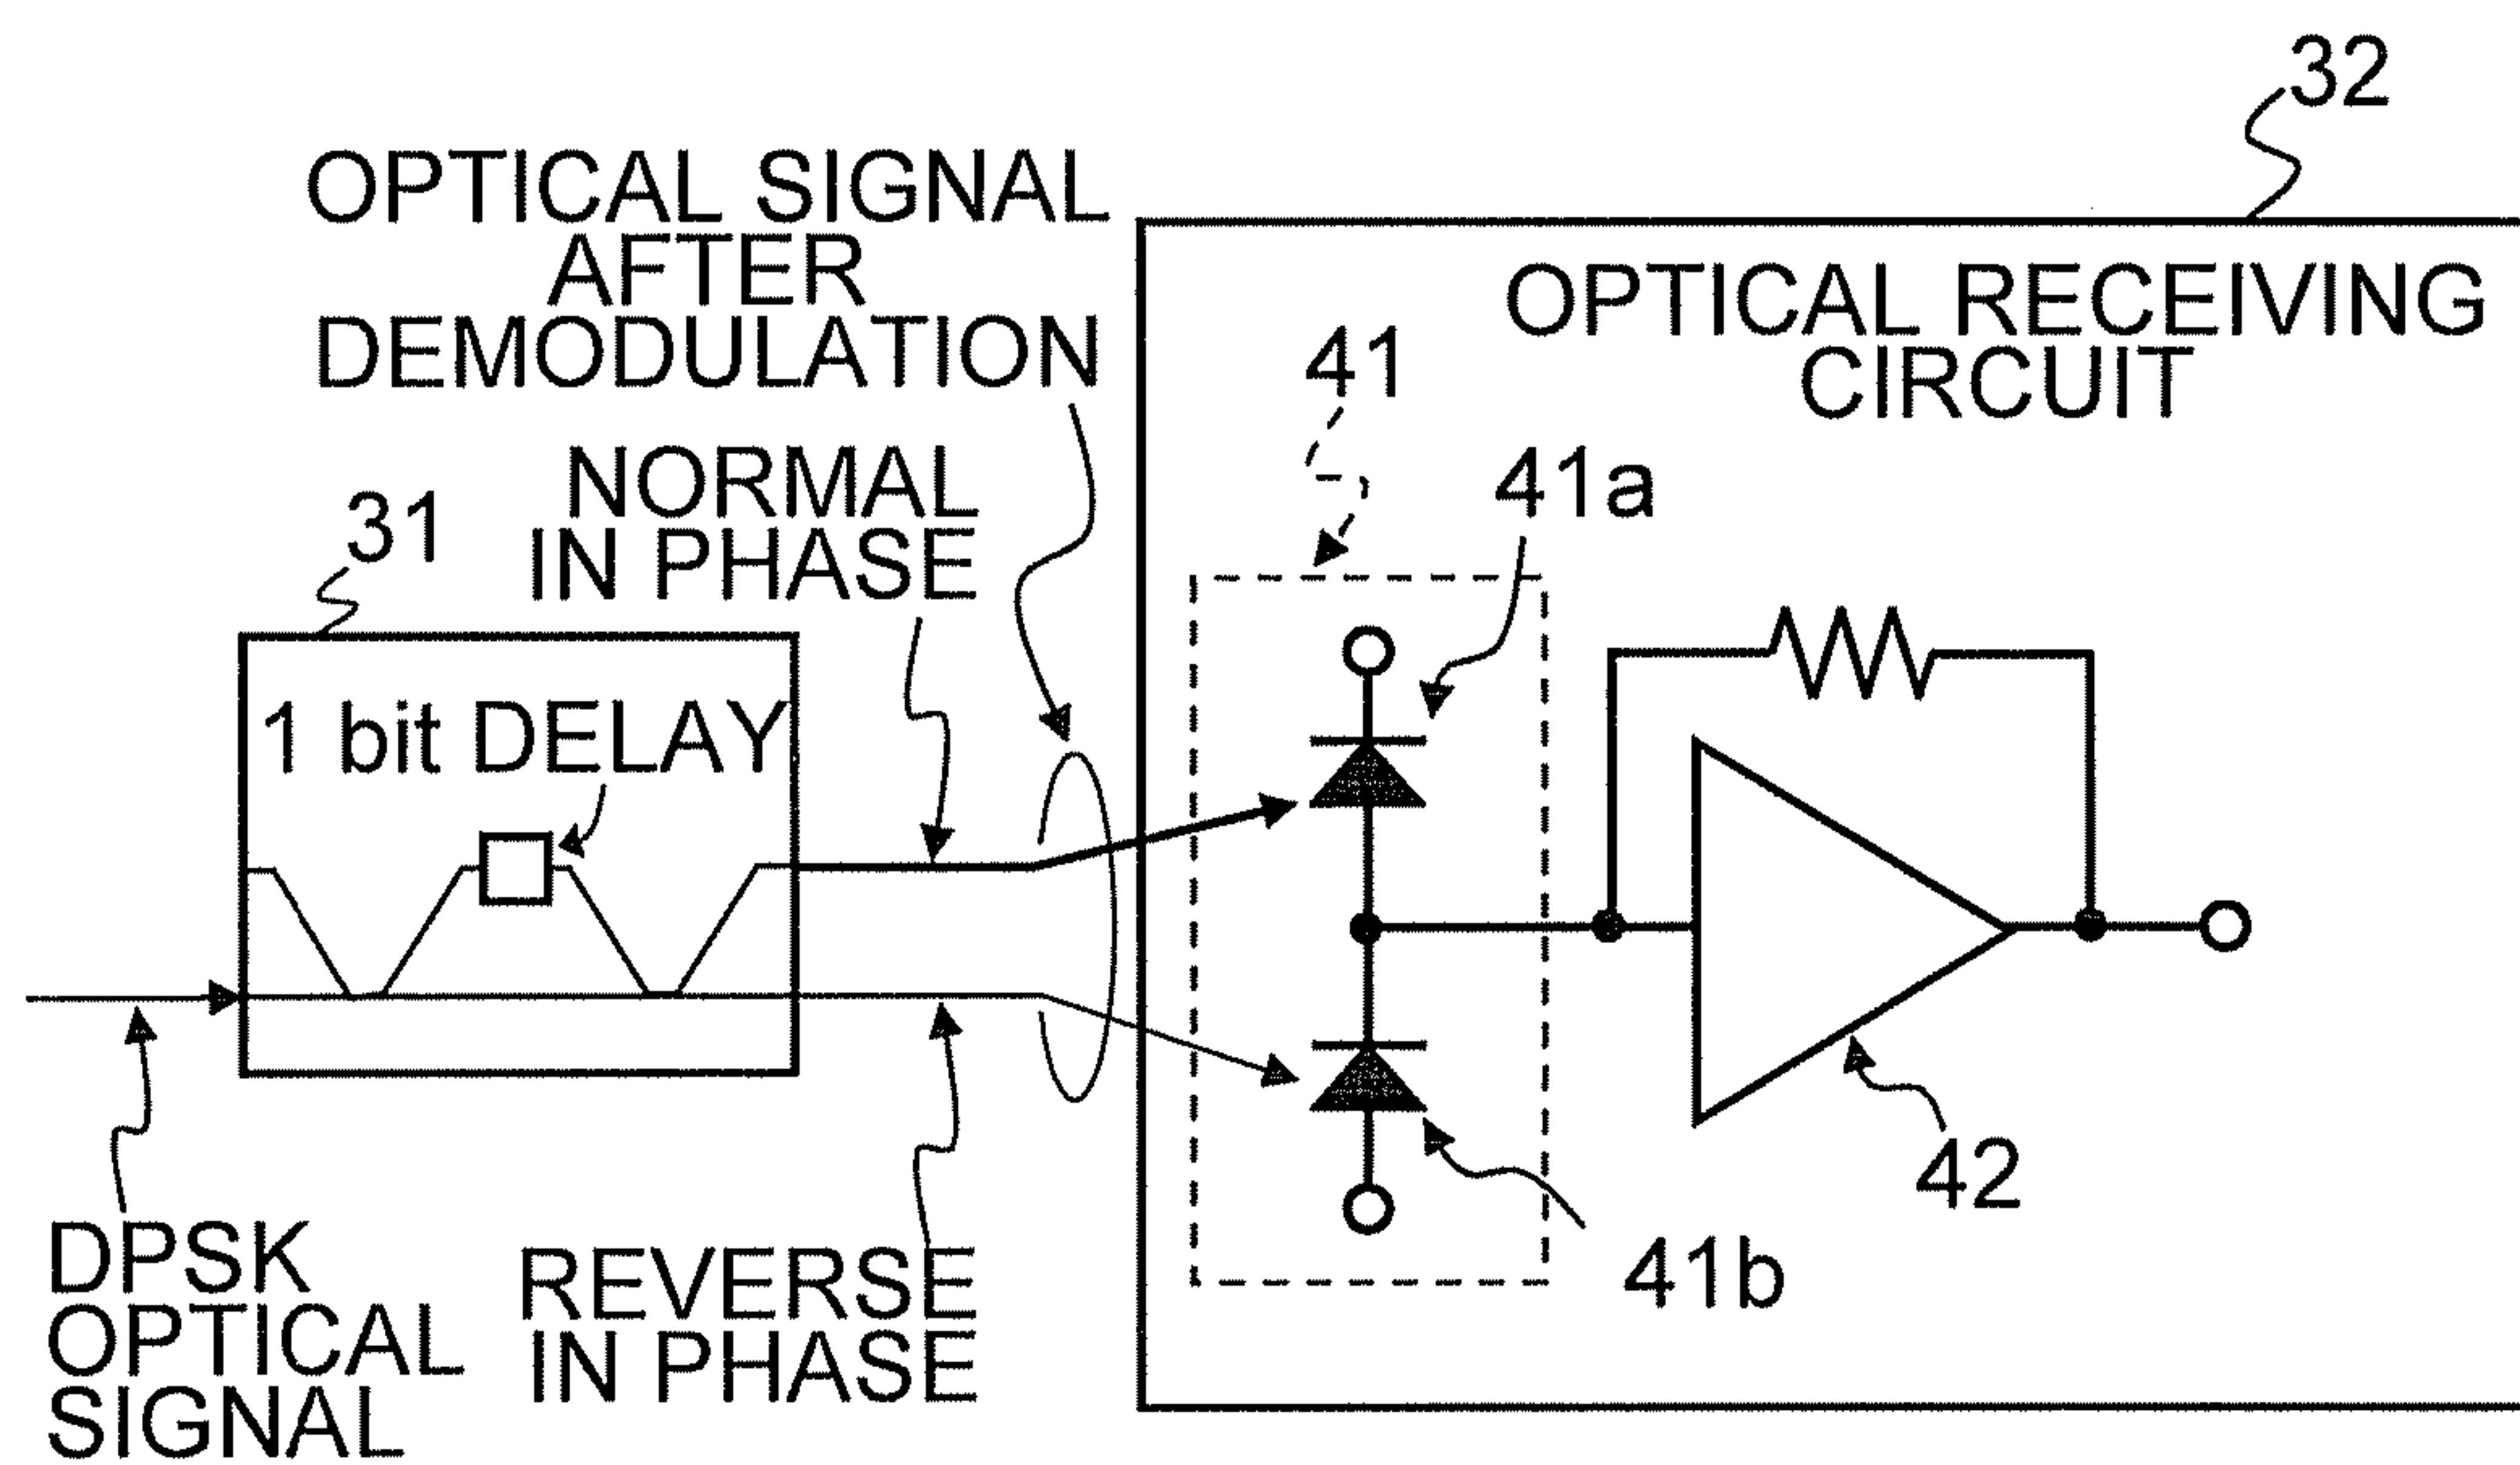 32
OPTICAL SIGNAL
AFTER
DEMODULATION
OPTICAL RECEIVING
CIRCUIT
41
41a
NORMAL
IN PHASE
31
1 bit DELAY
42
41b
DPSK
OPTICAL
SIGNAL
REVERSE
IN PHASE